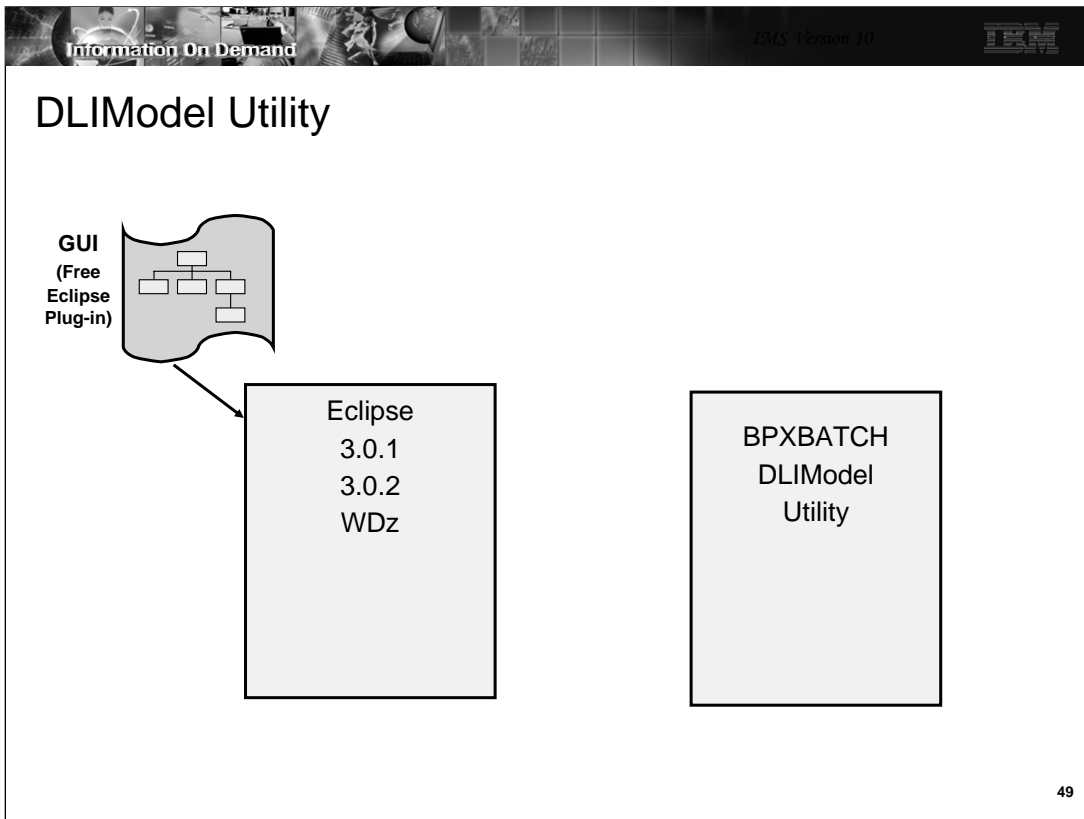 Information On Demand
IMS Version 10
IBM
DLIModel Utility
GUI
(Free
Eclipse
Plug-in)
Eclipse
3.0.1
3.0.2
WDz
BPXBATCH
DLIModel
Utility
49